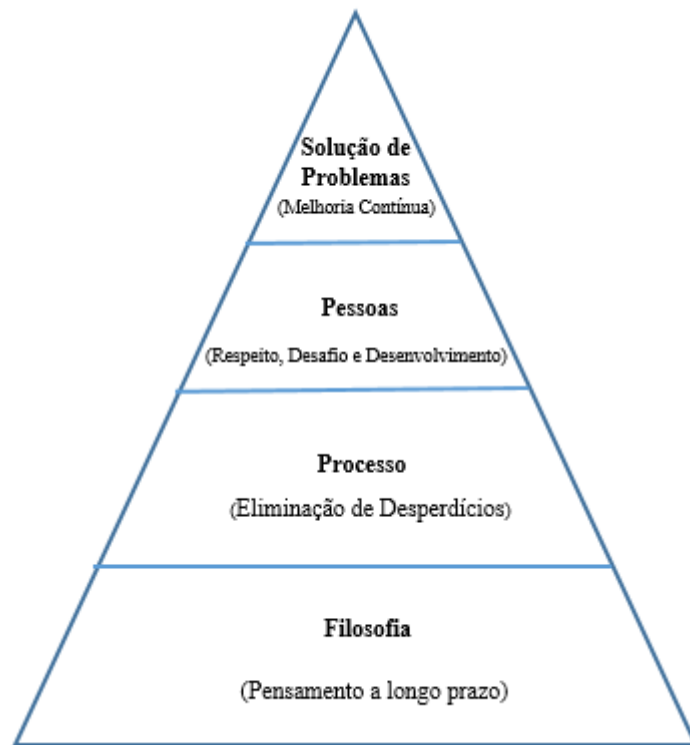 Solução de
Problemas
(Melhoria Contínua)
Pessoas
(Respeito, Desafio e Desenvolvimento)
Processo
(Eliminação de Desperdícios)
Filosofia
(Pensamento a longo prazo)